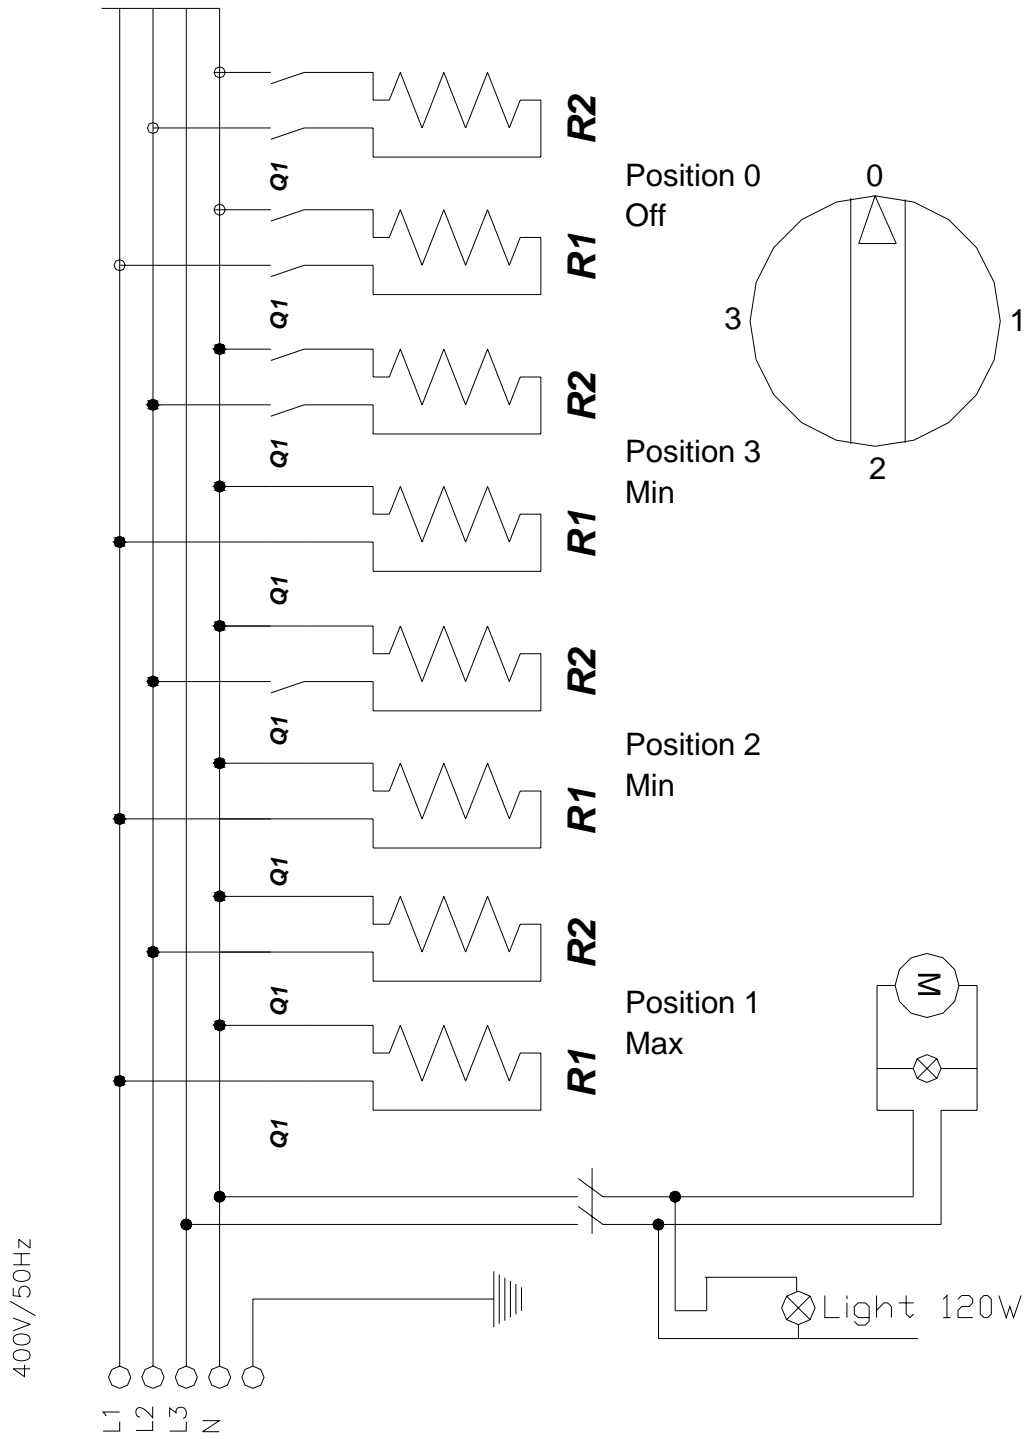 R2
Q1
Position 0
Off
0
R1
3
1
Q1
R2
Q1
Position 3
Min
2
R1
Q1
R2
Q1
Position 2
Min
R1
Q1
R2
Q1
Position 1
Max
M
R1
Q1
400V/50Hz
Light 120W
L1
L2
L3
N